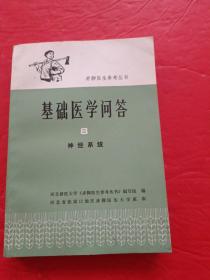 赤脚医生参考丛书
基础医学问答
8
神经系统
河北新医大学《赤脚医生参考丛书》编写组 编
河北省张家口地区赤脚医生大学医训